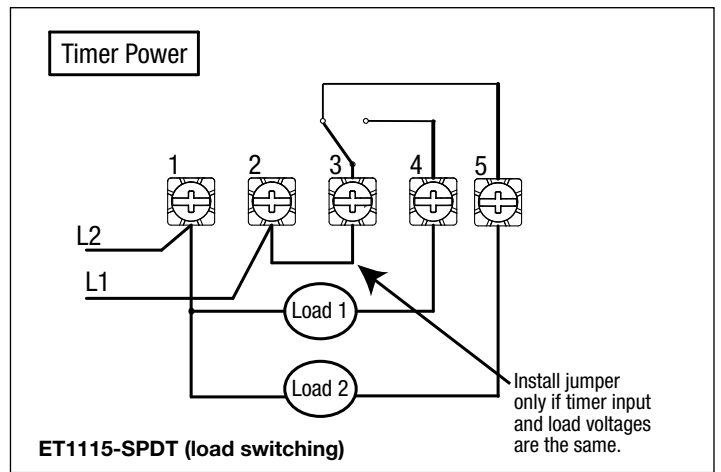 Timer Power
1 2 3 4 5
L2
L1
Load 1
Load 2
Install jumper
only if timer input
and load voltages
are the same.
ET1115-SPDT (load switching)